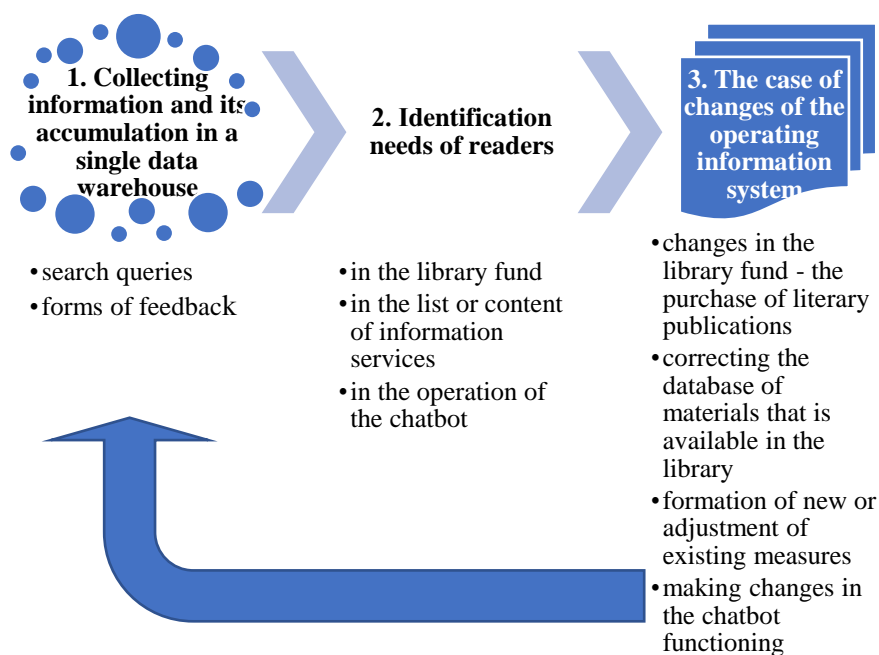 1. Collecting
information and its
accumulation in a
single data
warehouse
•search queries
•forms of feedback
2. Identification
needs of readers
•in the library fund
•in the list or content
of information
services
•in the operation of
the chatbot
3. The case of
changes of the
operating
information
system
•changes in the
library fund - the
purchase of literary
publications
•correcting the
database of
materials that is
available in the
library
•formation of new or
adjustment of
existing measures
•making changes in
the chatbot
functioning